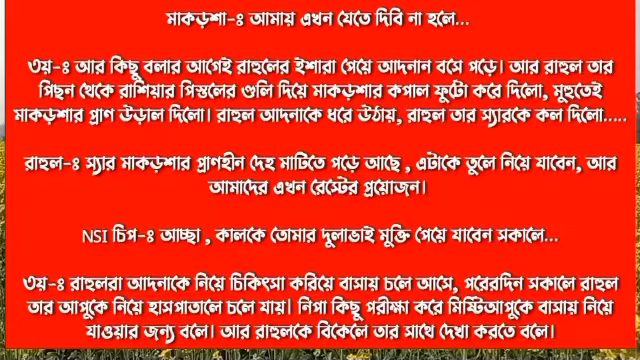 মাকড়শা-ঃ আমায় এখন যেতে দিবি না হলে...
৩য়-ঃ আর কিছু বলার আগেই রাহুলের ইশারা পেয়ে আদনান বসে পড়ে। আর রাহুল তার
পিছন থেকে রাশিয়ার পিস্তলের গুলি দিয়ে মাকড়শার কপাল ফুটো করে দিলো, মুহুতেই
মাকড়শার প্রাণ উড়াল দিলো। রাহুল আদনাকে ধরে উঠায়, রাহুল তার স্যারকে কল দিলো.....
রাহুল-ঃ স্যার মাকড়শার প্রাণহীন দেহ মাটিতে পড়ে আছে , এটাকে তুলে নিয়ে যাবেন, আর
আমাদের এখন রেস্টের প্রয়োজন।
NSI চিপ-ঃ আচ্ছা , কালকে তোমার দুলাভাই মুক্তি পেয়ে যাবেন সকালে...
৩য়-ঃ রাহুলরা আদনাকে নিয়ে চিকিৎসা করিয়ে বাসায় চলে আসে, পরেরদিন সকালে রাহুল
তার আপুকে নিয়ে হাসপাতালে চলে যায়। নিপা কিছু পরীক্ষা করে মিষ্টিআপুকে বাসায় নিয়ে
যাওয়ার জন্য বলে। আর রাহুলকে বিকেলে তার সাথে দেখা করতে বলে।